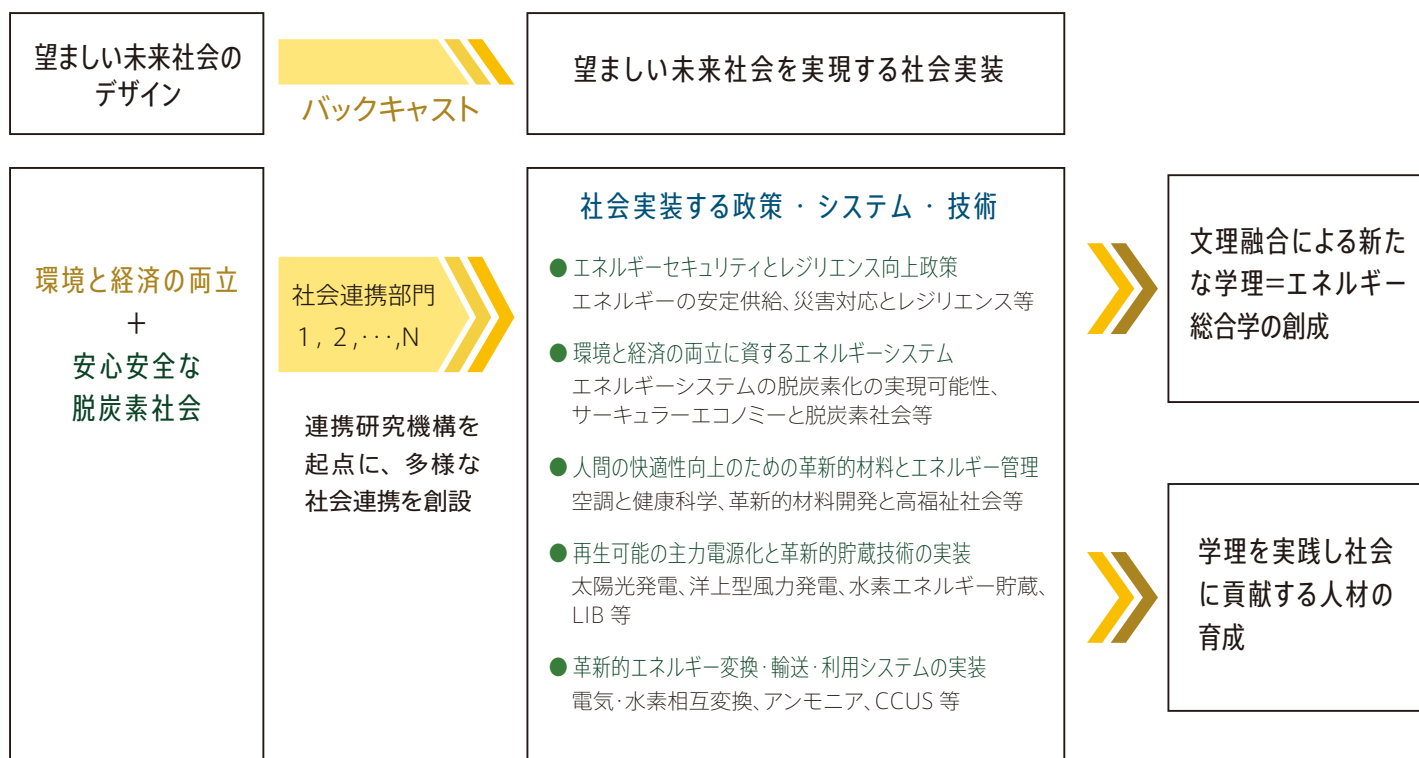 望ましい未来社会の
デザイン
バックキャスト
望ましい未来社会を実現する社会実装
環境と経済の両立
+
安心安全な
脱炭素社会
社会連携部門
1, 2,･･･,N
連携研究機構を
起点に、多様な
社会連携を創設
社会実装する政策・システム・技術
● エネルギーセキュリティとレジリエンス向上政策
エネルギーの安定供給、災害対応とレジリエンス等
● 環境と経済の両立に資するエネルギーシステム
エネルギーシステムの脱炭素化の実現可能性、
サーキュラーエコノミーと脱炭素社会等
● 人間の快適性向上のための革新的材料とエネルギー管理
空調と健康科学、革新的材料開発と高福祉社会等
● 再生可能の主力電源化と革新的貯蔵技術の実装
太陽光発電、洋上型風力発電、水素エネルギー貯蔵、
LIB 等
● 革新的エネルギー変換・輸送・利用システムの実装
電気・水素相互変換、アンモニア、CCUS 等
文理融合による新た
な学理=エネルギー
総合学の創成
学理を実践し社会
に貢献する人材の
育成